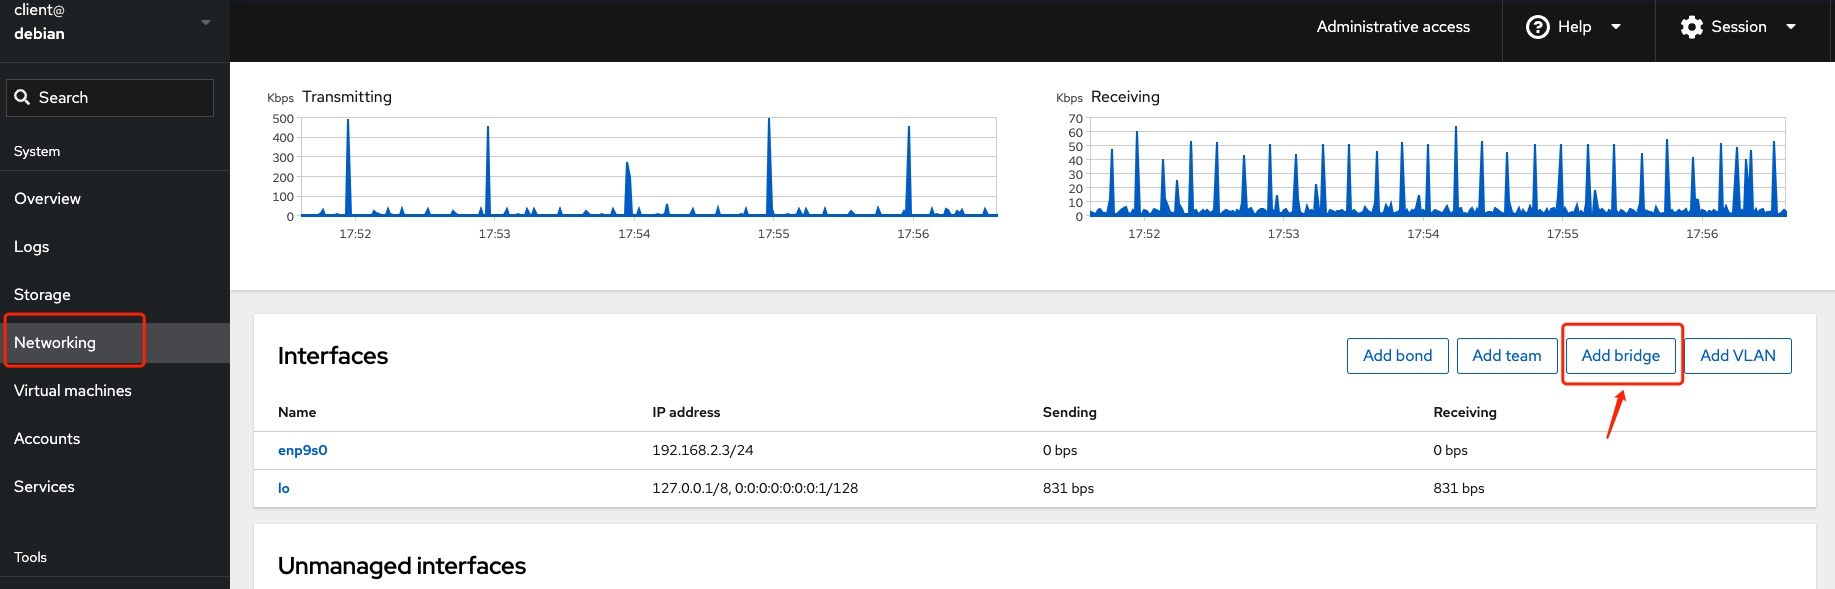 client@
debian
Administrative access
Help
Session
Search
System
Overview
Logs
Storage
Networking
Virtual machines
Accounts
Services
Tools
Kbps Transmitting
500
400
300
200
100
0
17:52 17:53 17:54 17:55 17:56
Kbps Receiving
70
60
50
40
30
20
10
0
17:52 17:53 17:54 17:55 17:56
Interfaces
Add bond Add team Add bridge Add VLAN
Name IP address Sending Receiving
enp9s0 192.168.2.3/24 0 bps 0 bps
lo 127.0.0.1/8, 0:0:0:0:0:0:0:1/128 831 bps 831 bps
Unmanaged interfaces